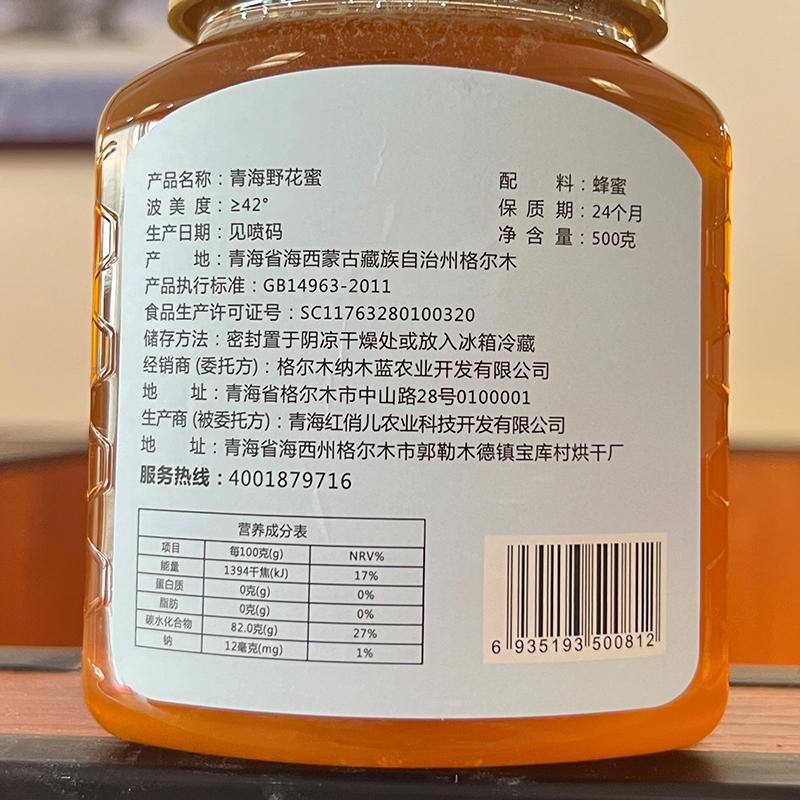 产品名称：青海野花蜜
配 料：蜂蜜
波美度：≥42°
保质期：24个月
生产日期：见喷码
净含量：500克
产 地：青海省海西蒙古藏族自治州格尔木
产品执行标准：GB14963-2011
食品生产许可证号：SC11763280100320
储存方法：密封置于阴凉干燥处或放入冰箱冷藏
经销商(委托方)：格尔木纳木蓝农业开发有限公司
地 址：青海省格尔木市中山路28号0100001
生产商(被委托方)：青海红俏儿农业科技开发有限公司
地 址：青海省海西州格尔木市郭勒木德镇宝库村烘干厂
服务热线：4001879716
营养成分表
项目 每100克(g) NRV%
能量 1394千焦(kJ) 17%
蛋白质 0克(g) 0%
脂肪 0克(g) 0%
碳水化合物 82.0克(g) 27%
钠 12毫克(mg) 1%
6 935193 500812